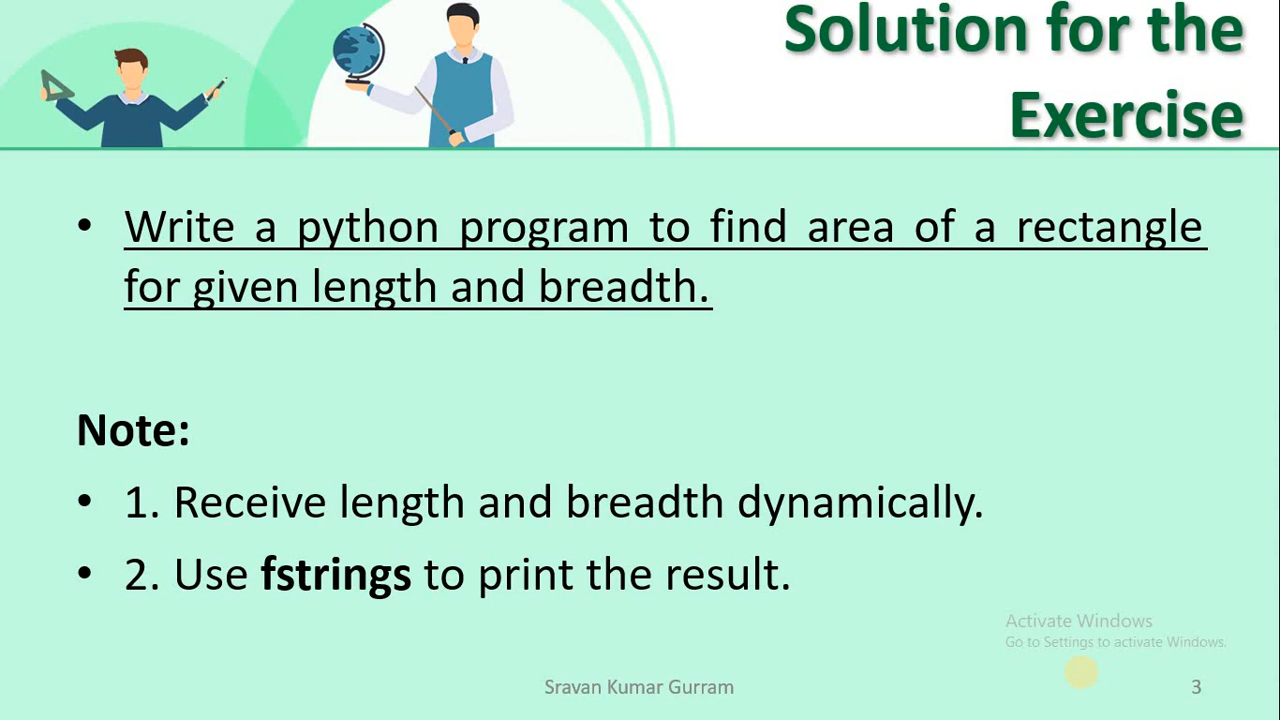 Solution for the
Exercise
• Write a python program to find area of a rectangle
for given length and breadth.
Note:
• 1. Receive length and breadth dynamically.
• 2. Use fstrings to print the result.
Activate Windows
Go to Settings to activate Windows.
Sravan Kumar Gurram
3